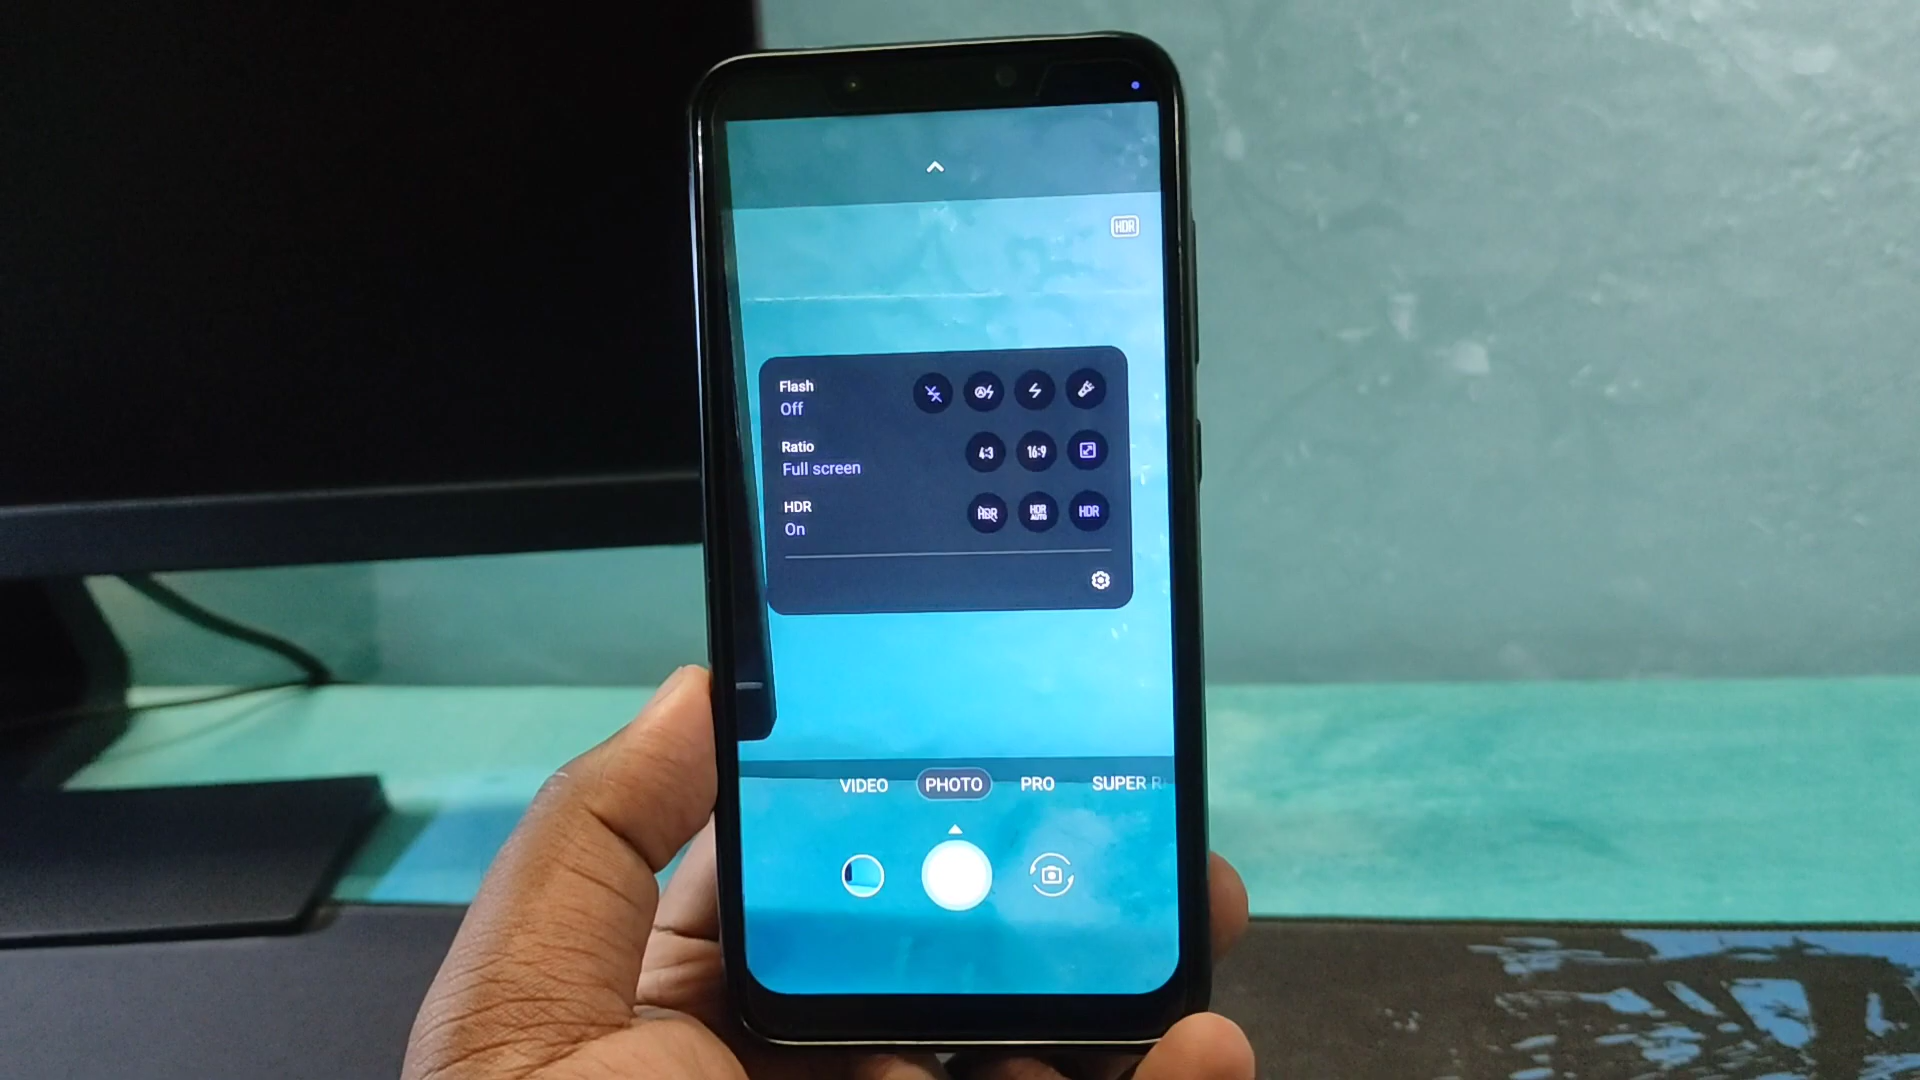 HDR
Flash
Off
Ratio
Full screen
4:3
16:9
HDR
On
HDR
HDR
AUTO
HDR
VIDEO
PHOTO
PRO
SUPER